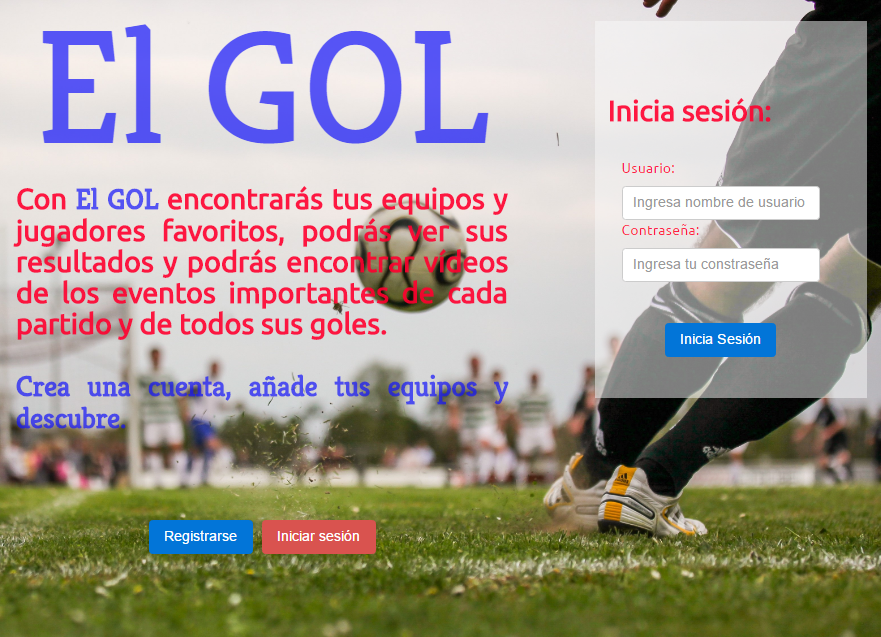 El GOL
Con El GOL encontrarás tus equipos y
jugadores favoritos, podrás ver sus
resultados y podrás encontrar vídeos
de los eventos importantes de cada
partido y de todos sus goles.
Crea una cuenta, añade tus equipos y
descubre.
Registrarse
Iniciar sesión
Inicia sesión:
Usuario:
Ingresa nombre de usuario
Contraseña:
Ingresa tu constraseña
Inicia Sesión